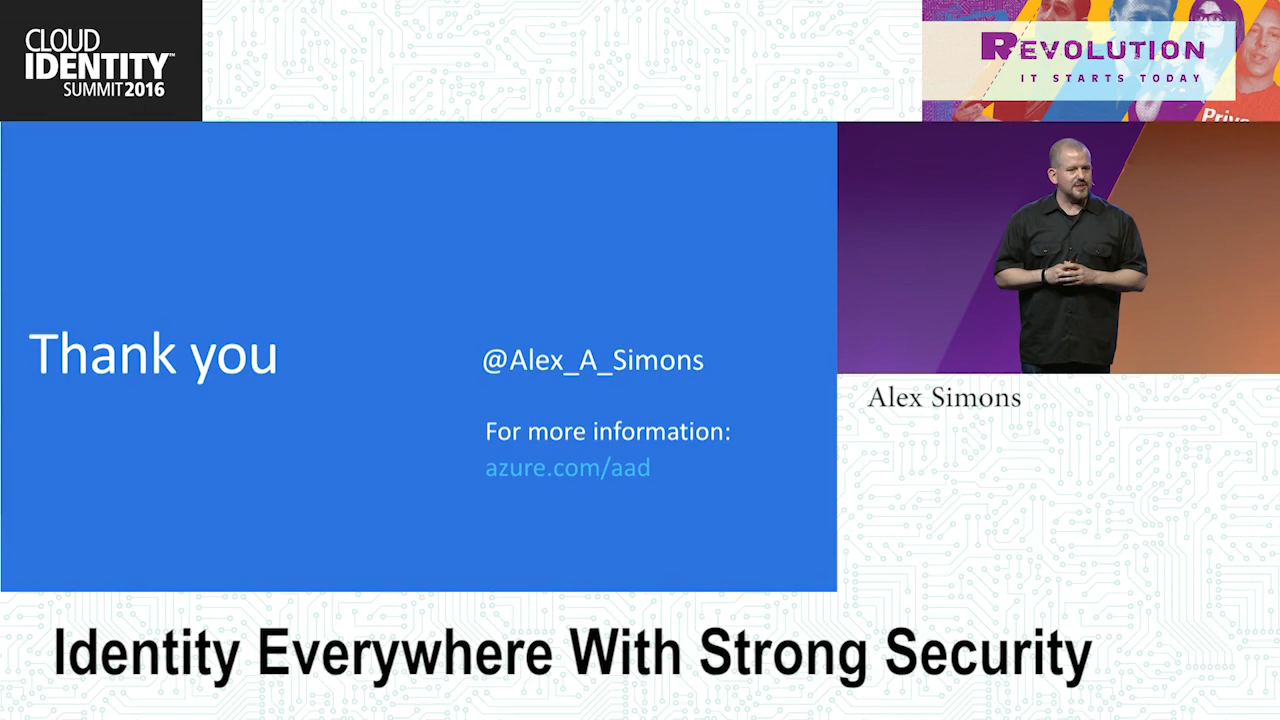 CLOUD
IDENTITY™
SUMMIT 2016
REVOLUTION
IT STARTS TODAY
Thank you
@Alex_A_Simons
For more information:
azure.com/aad
Alex Simons
Identity Everywhere With Strong Security